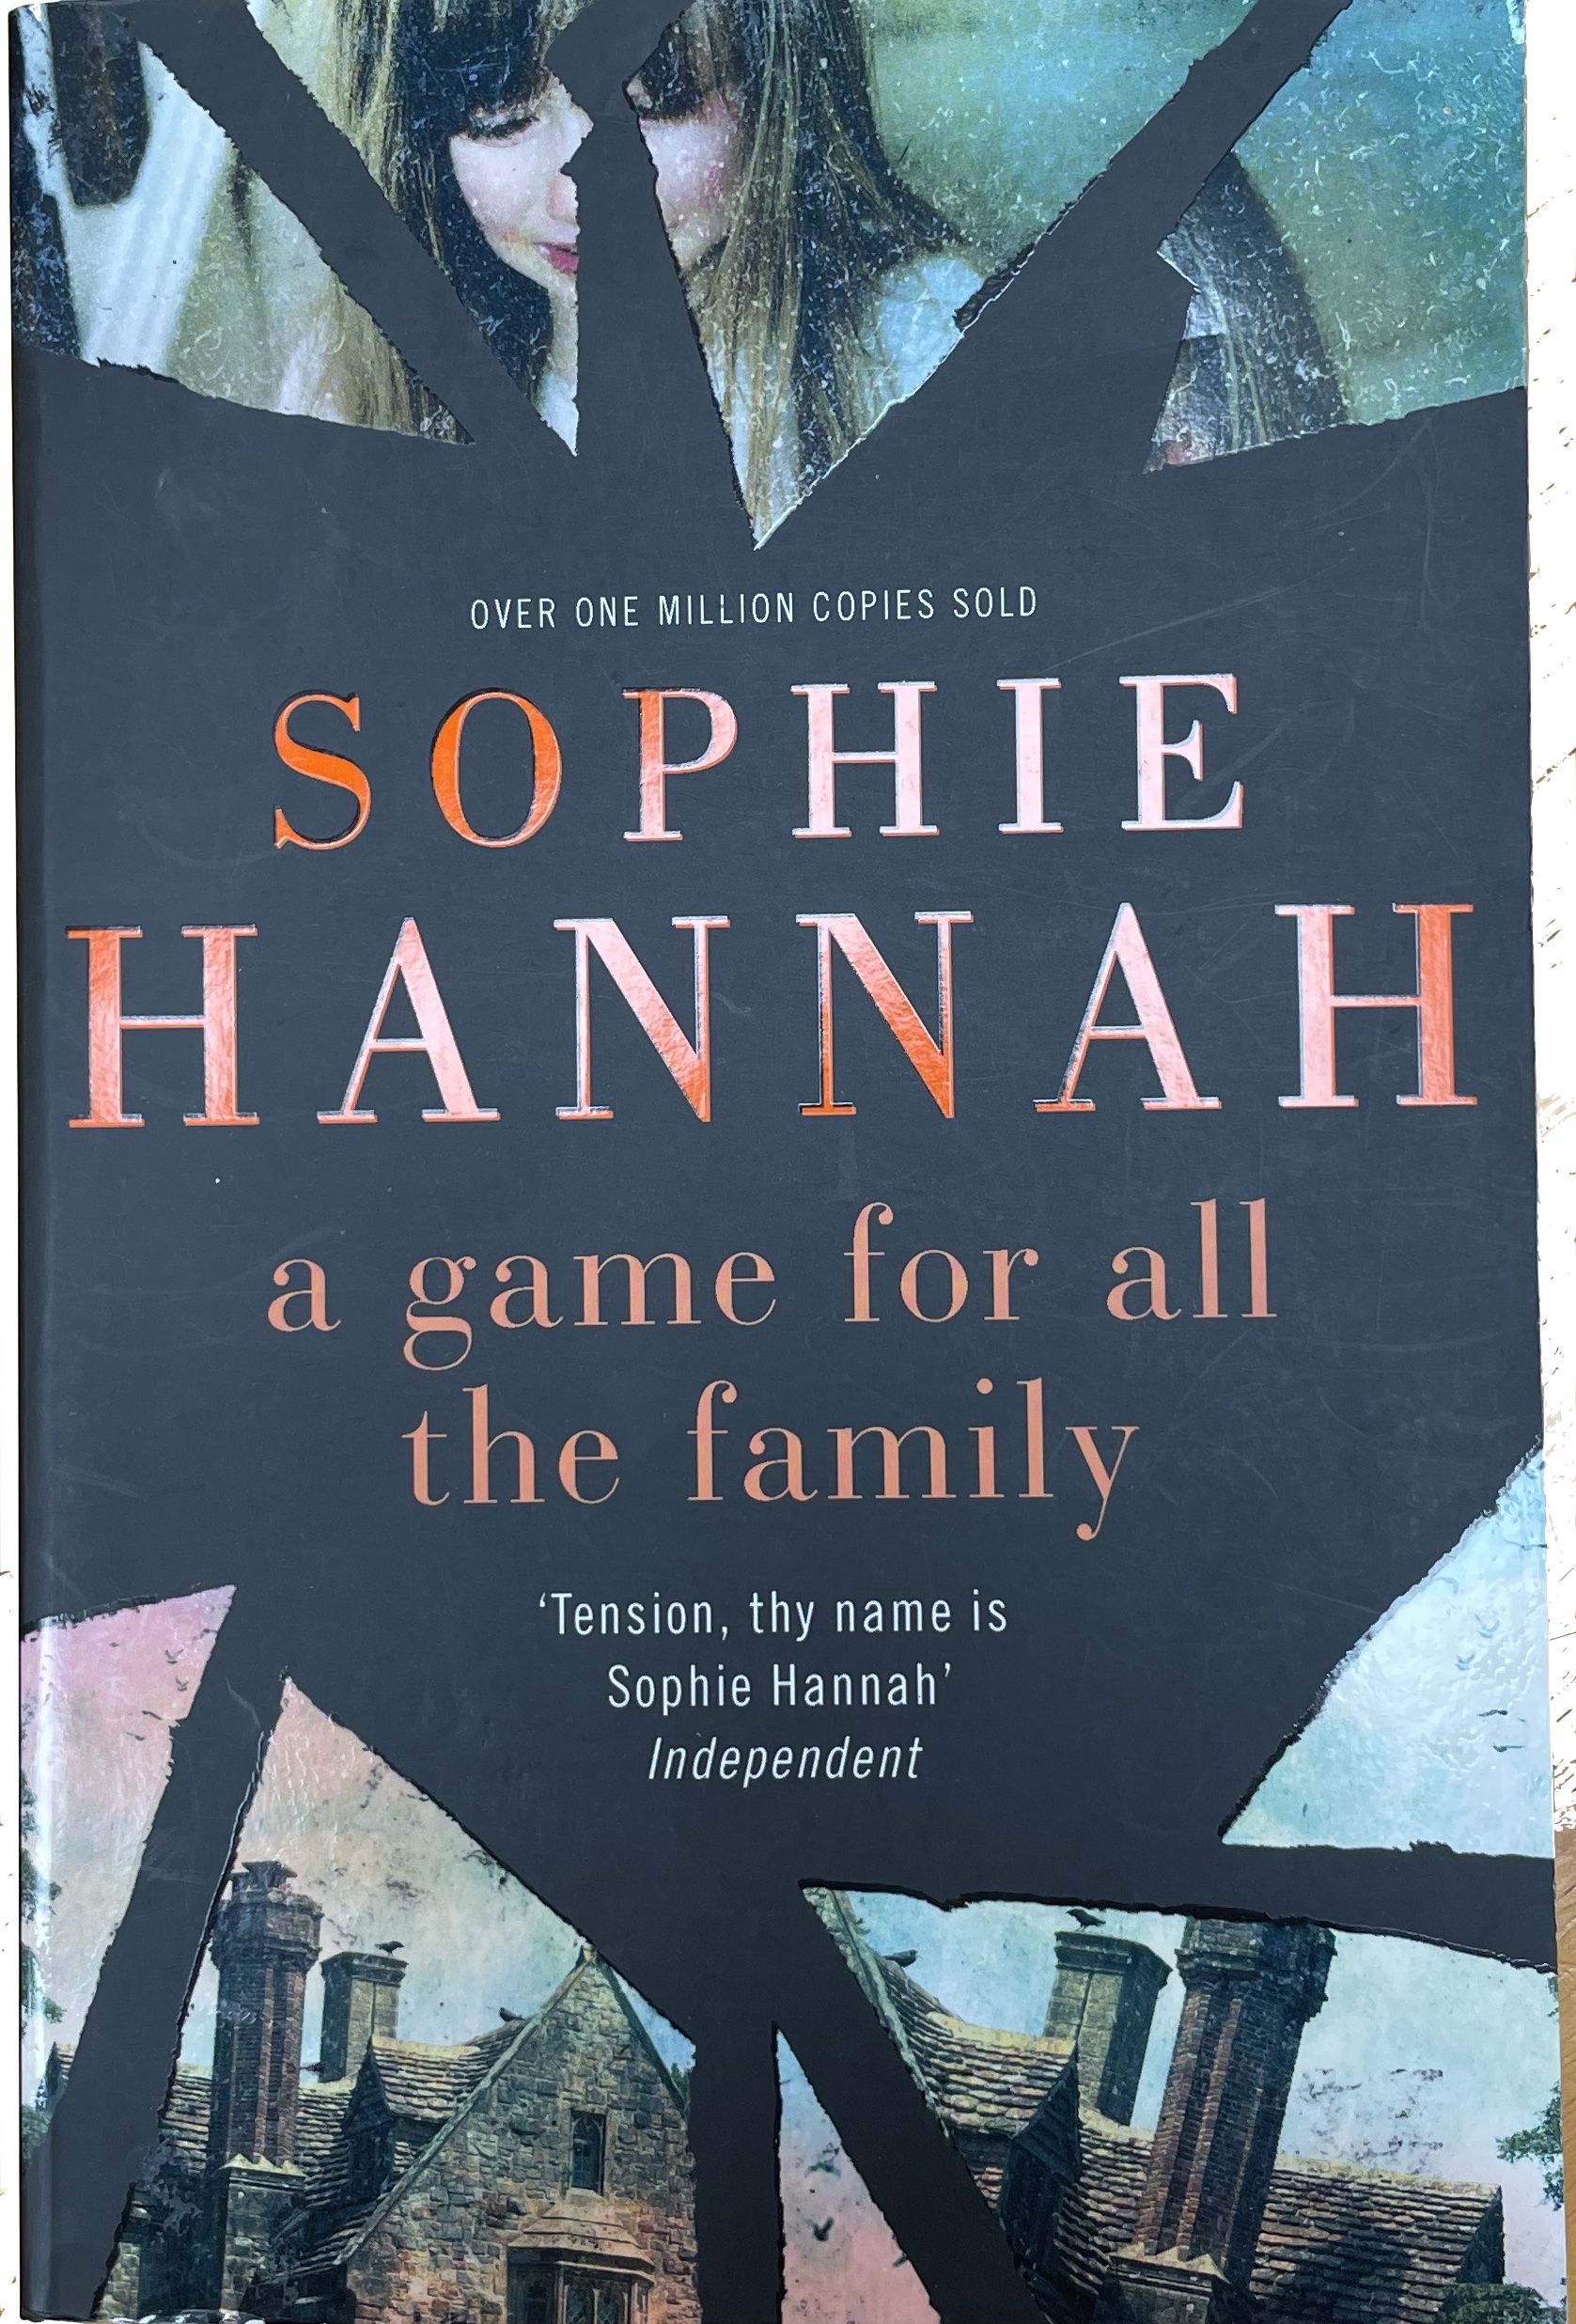 OVER ONE MILLION COPIES SOLD
SOPHIE
HANNAH
a game for all
the family
‘Tension, thy name is
Sophie Hannah’
Independent